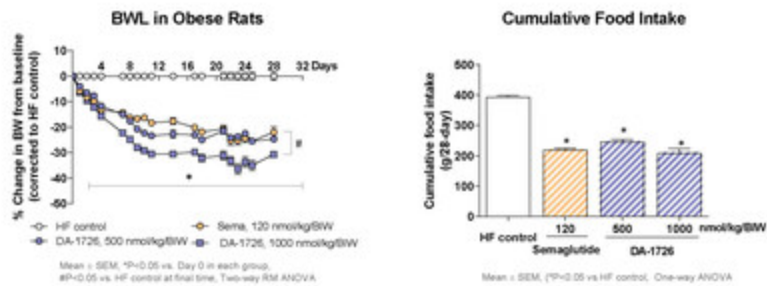 BWL in Obese Rats
% Change in BW from baseline
(corrected to HF control)
10
0
-10
-20
-30
-40
-50
4 8 12 16 20 24 28 32 Days
*
#
HF control
Sema, 120 nmol/kg/BIW
DA-1726, 500 nmol/kg/BIW
DA-1726, 1000 nmol/kg/BIW
Mean ± SEM, *P<0.05 vs. Day 0 in each group,
#P<0.05 vs. HF control at final time, Two-way RM ANOVA
Cumulative Food Intake
Cumulative food intake
(g/28-day)
500
400
300
200
100
0
* * *
HF control
120 500 1000 nmol/kg/BIW
Semaglutide DA-1726
Mean ± SEM, (*P<0.05 vs HF control, One-way ANOVA